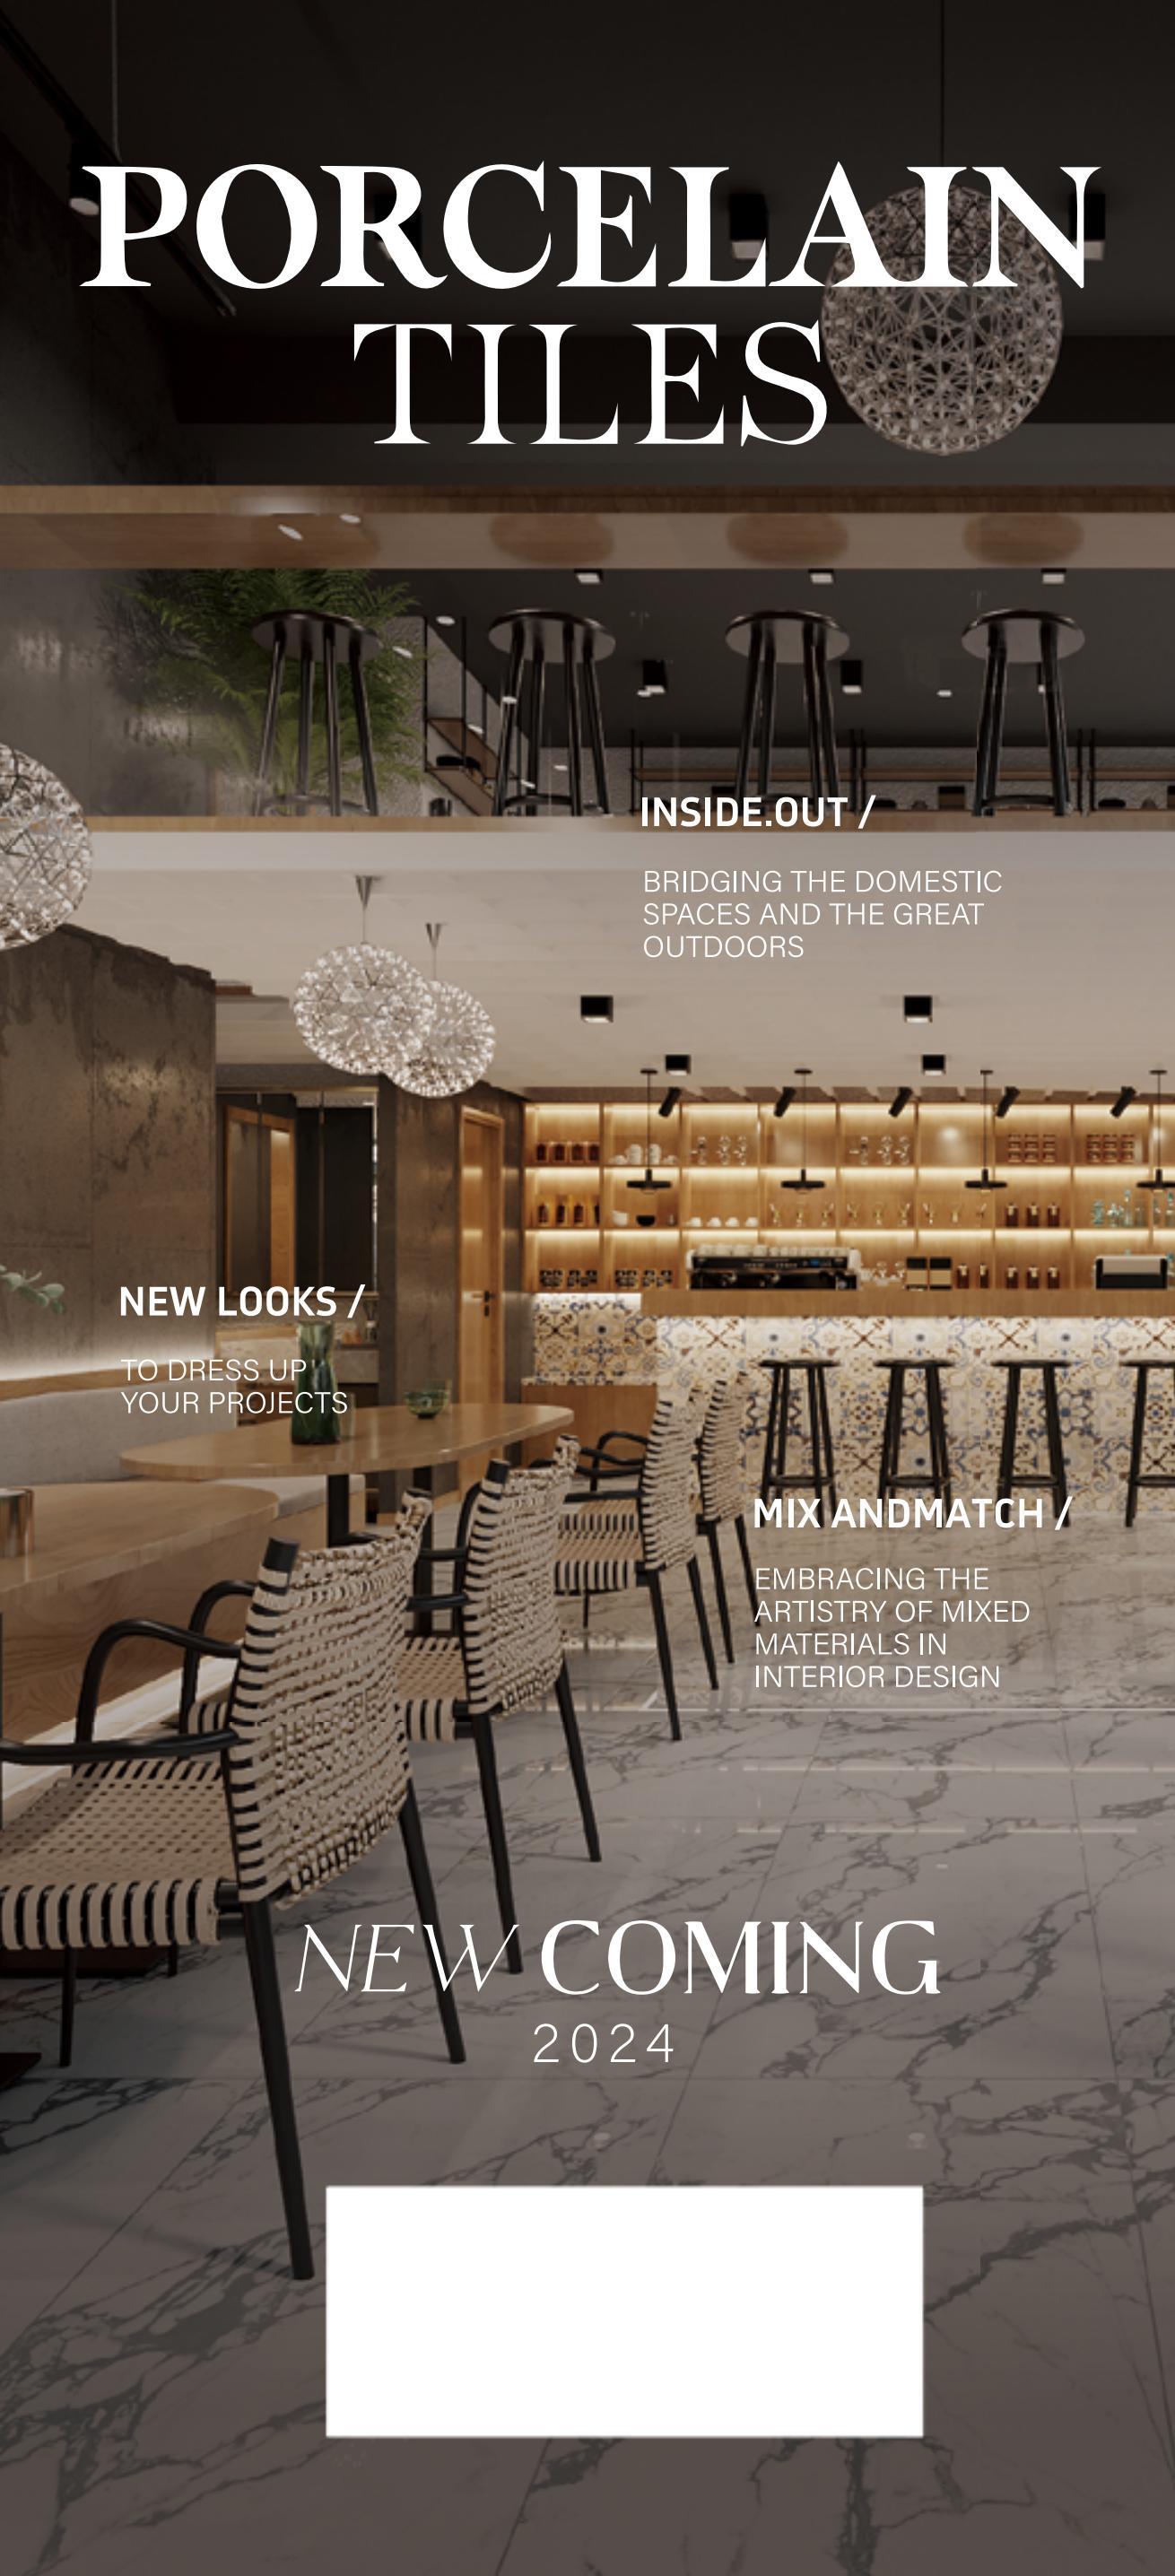 PORCELAIN
TILES
INSIDE.OUT /
BRIDGING THE DOMESTIC
SPACES AND THE GREAT
OUTDOORS
NEW LOOKS /
TO DRESS UP
YOUR PROJECTS
MIX ANDMATCH /
EMBRACING THE
ARTISTRY OF MIXED
MATERIALS IN
INTERIOR DESIGN
NEW COMING
2024